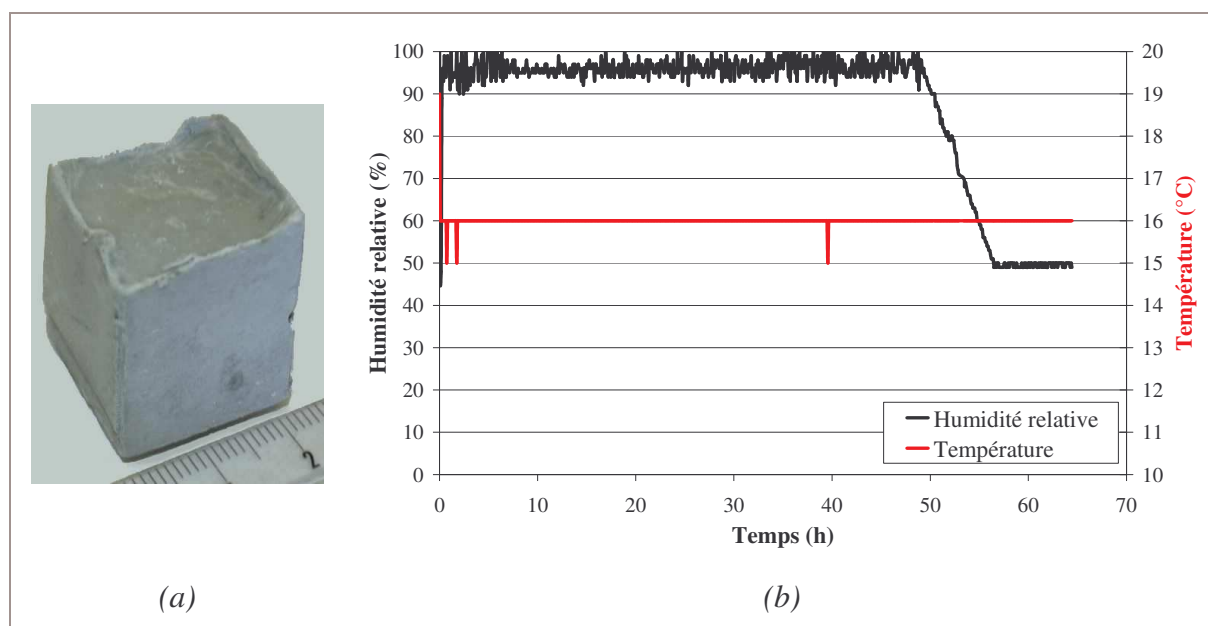 2
Humidité relative (%)
100
90
80
70
60
50
40
30
20
10
0
20
19
18
17
16
15
14
13
12
11
10
Température (°C)
Humidité relative
Température
0 10 20 30 40 50 60 70
Temps (h)
(a)
(b)